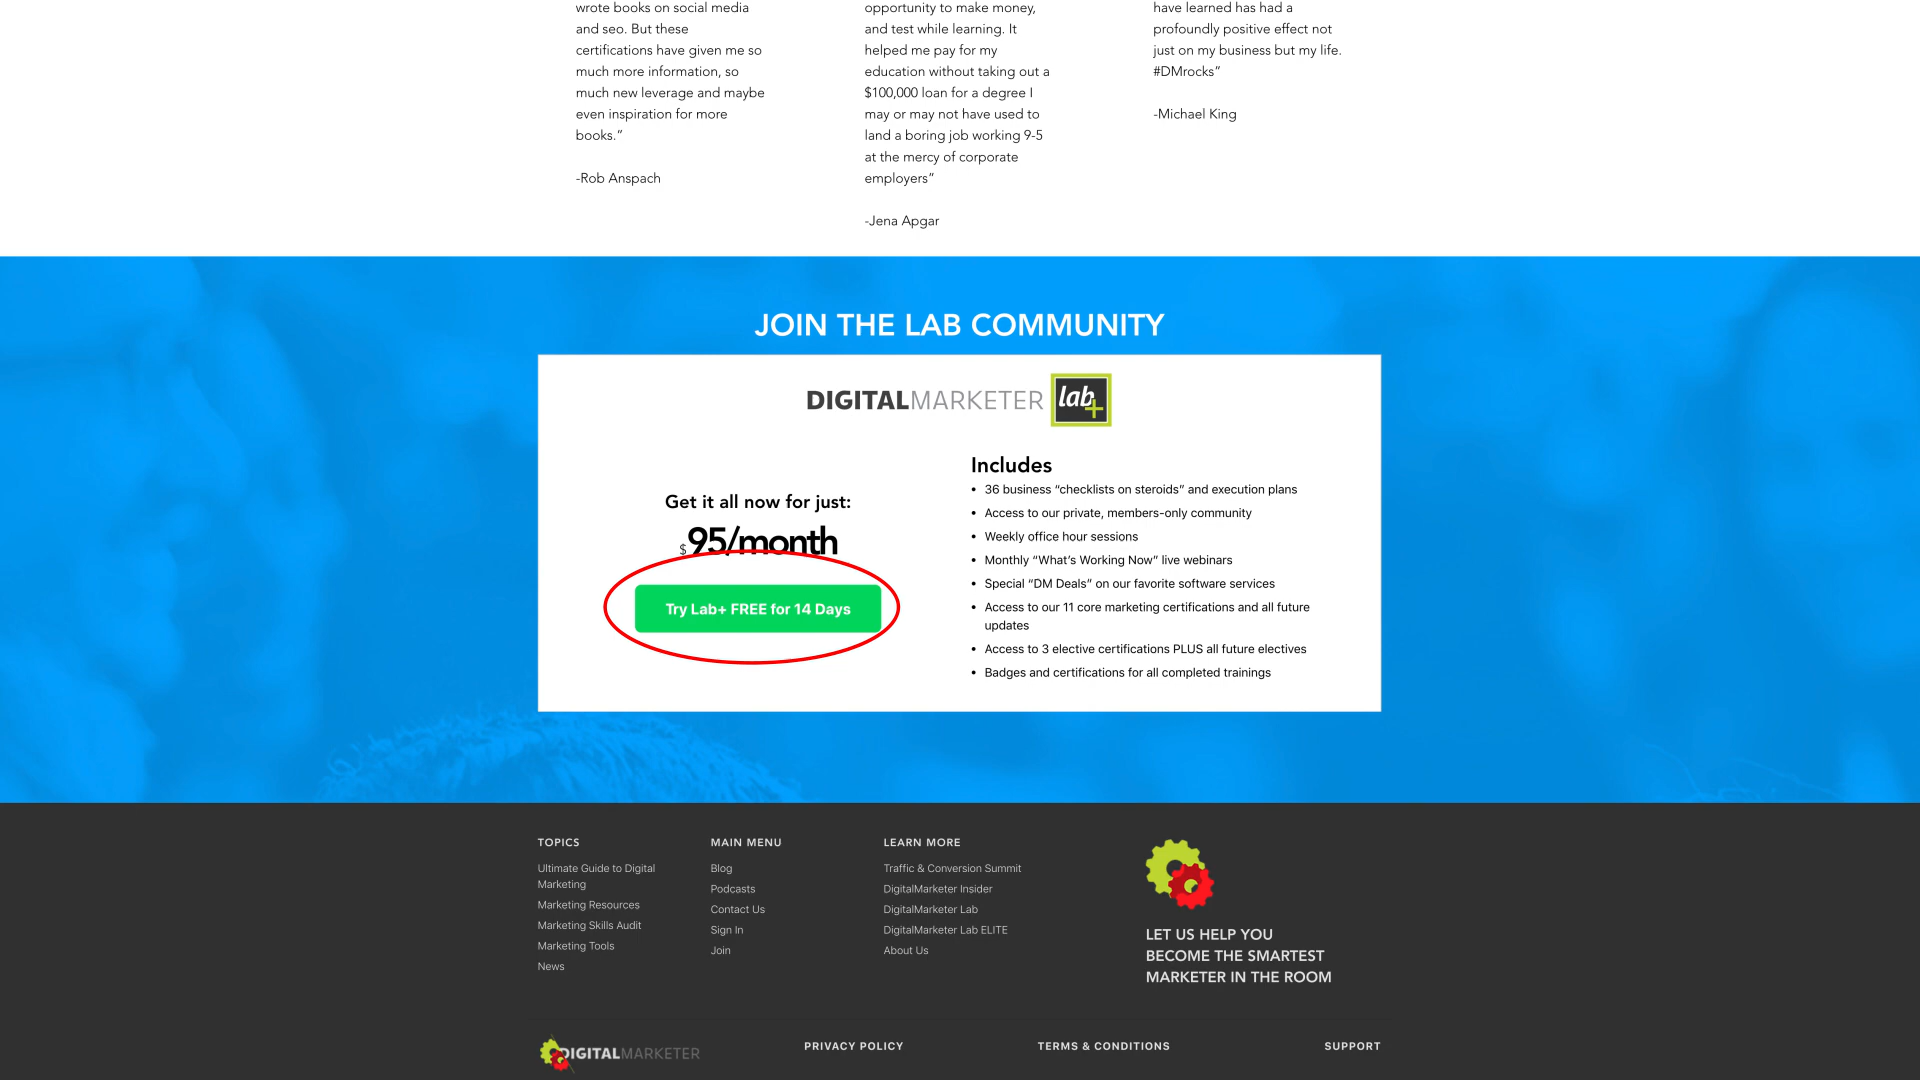 wrote books on social media
and seo. But these
certifications have given me so
much more information, so
much new leverage and maybe
even inspiration for more
books.”
-Rob Anspach
opportunity to make money,
and test while learning. It
helped me pay for my
education without taking out a
$100,000 loan for a degree I
may or may not have used to
land a boring job working 9-5
at the mercy of corporate
employers”
-Jena Apgar
have learned has had a
profoundly positive effect not
just on my business but my life.
#DMrocks”
-Michael King
JOIN THE LAB COMMUNITY
DIGITALMARKETER lab+
Get it all now for just:
$95/month
Try Lab+ FREE for 14 Days
Includes
• 36 business “checklists on steroids” and execution plans
• Access to our private, members-only community
• Weekly office hour sessions
• Monthly “What’s Working Now” live webinars
• Special “DM Deals” on our favorite software services
• Access to our 11 core marketing certifications and all future
updates
• Access to 3 elective certifications PLUS all future electives
• Badges and certifications for all completed trainings
TOPICS
Ultimate Guide to Digital
Marketing
Marketing Resources
Marketing Skills Audit
Marketing Tools
News
MAIN MENU
Blog
Podcasts
Contact Us
Sign In
Join
LEARN MORE
Traffic & Conversion Summit
DigitalMarketer Insider
DigitalMarketer Lab
DigitalMarketer Lab ELITE
About Us
LET US HELP YOU
BECOME THE SMARTEST
MARKETER IN THE ROOM
DIGITALMARKETER
PRIVACY POLICY
TERMS & CONDITIONS
SUPPORT